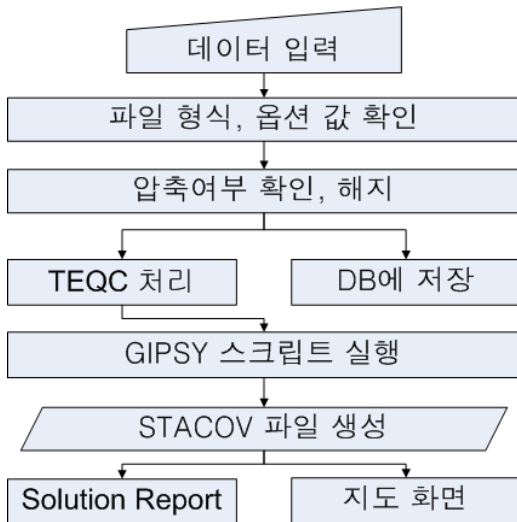 데이터 입력
파일 형식, 옵션 값 확인
압축여부 확인, 해지
TEQC 처리
DB에 저장
GIPSY 스크립트 실행
STACOV 파일 생성
Solution Report
지도 화면